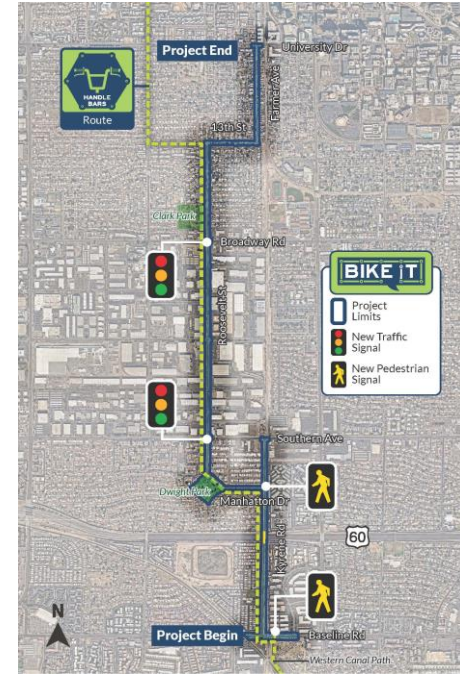 Project End
University Dr
HANDLE
BARS
Route
Farmer Ave
13th St
Clark Park
Broadway Rd
Roosevelt St
BIKE iT
Project
Limits
New Traffic
Signal
New Pedestrian
Signal
Southern Ave
Dwight Park
Manhatton Dr
60
Kyrene Rd
N
Project Begin
Baseline Rd
Western Canal Path